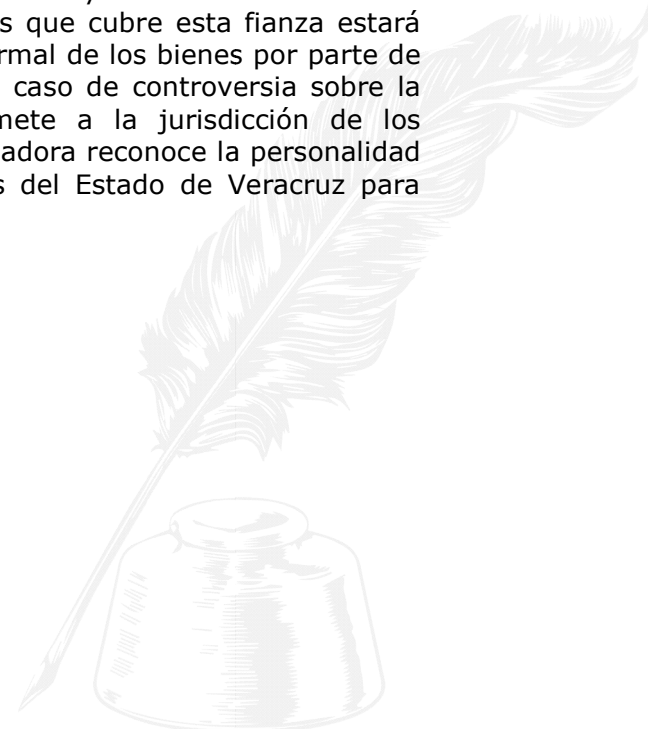 s que cubre esta fianza estará
rmal de los bienes por parte de
caso de controversia sobre la
mete a la jurisdicción de los
adora reconoce la personalidad
s del Estado de Veracruz para